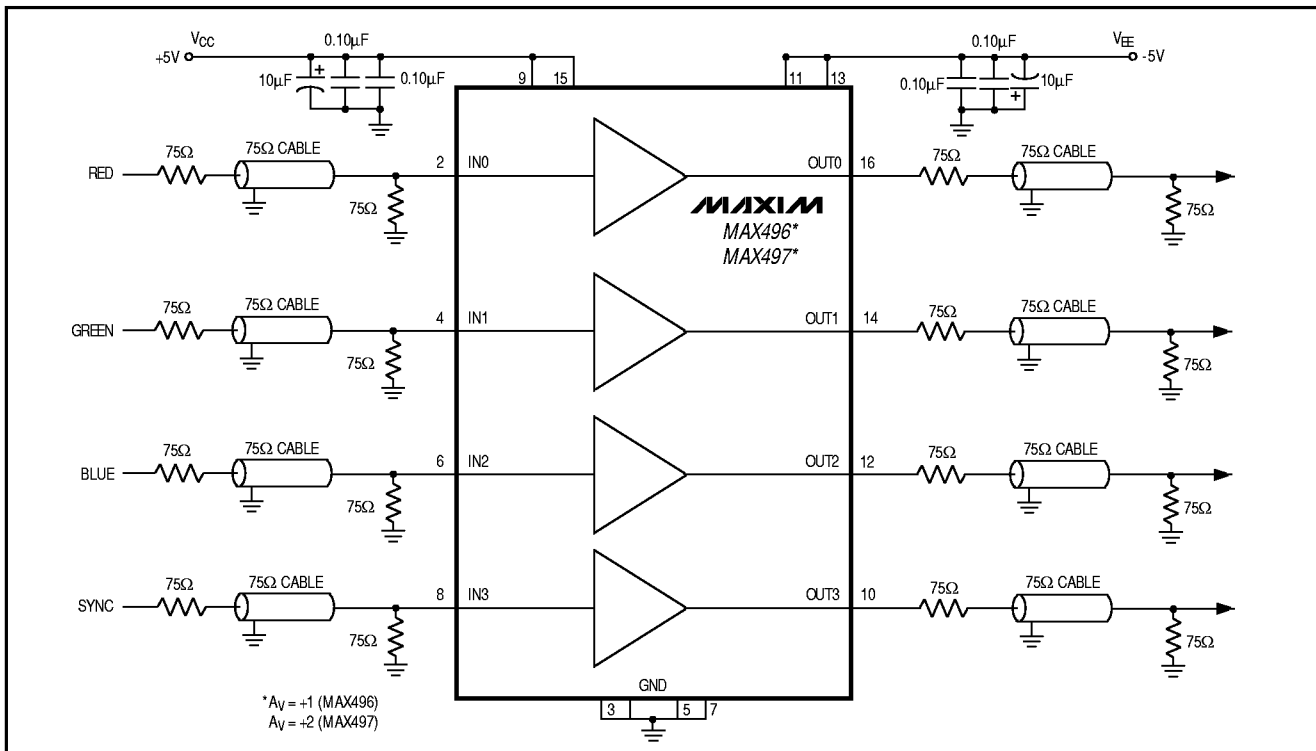 VCC
+5V
0.10μF
10μF
0.10μF
9 15
0.10μF
VEE
-5V
11 13
0.10μF
10μF
RED
75Ω
75Ω CABLE
75Ω
2 IN0
OUT0 16
75Ω
75Ω CABLE
75Ω
MAXIM
MAX496*
MAX497*
GREEN
75Ω
75Ω CABLE
75Ω
4 IN1
OUT1 14
75Ω
75Ω CABLE
75Ω
BLUE
75Ω
75Ω CABLE
75Ω
6 IN2
OUT2 12
75Ω
75Ω CABLE
75Ω
SYNC
75Ω
75Ω CABLE
75Ω
8 IN3
OUT3 10
75Ω
75Ω CABLE
75Ω
GND
3 5 7
*AV = +1 (MAX496)
AV = +2 (MAX497)